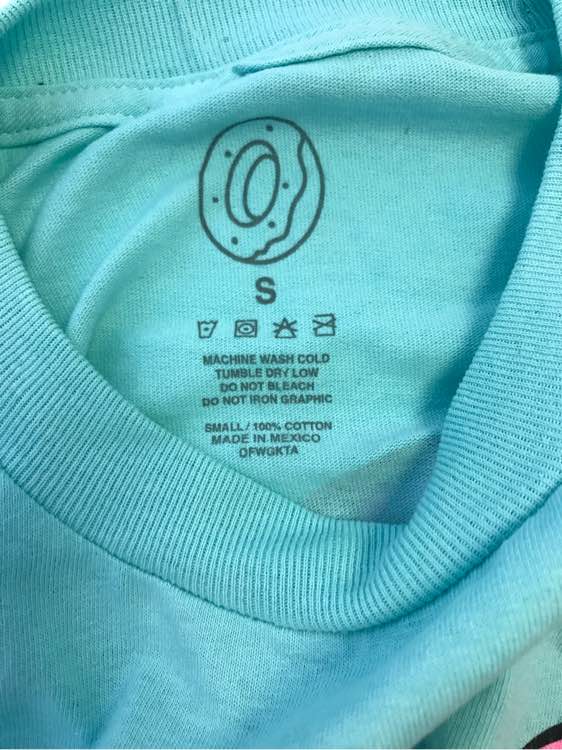 S
MACHINE WASH COLD
TUMBLE DRY LOW
DO NOT BLEACH
DO NOT IRON GRAPHIC
SMALL / 100% COTTON
MADE IN MEXICO
OFWGKTA